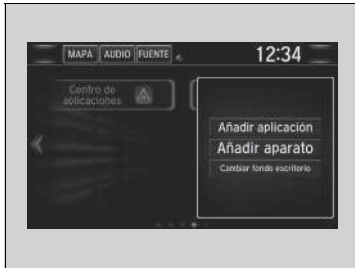 MAPA AUDIO FUENTE 12:34
Centro de
aplicaciones
Añadir aplicación
Añadir aparato
Cambiar fondo escritorio